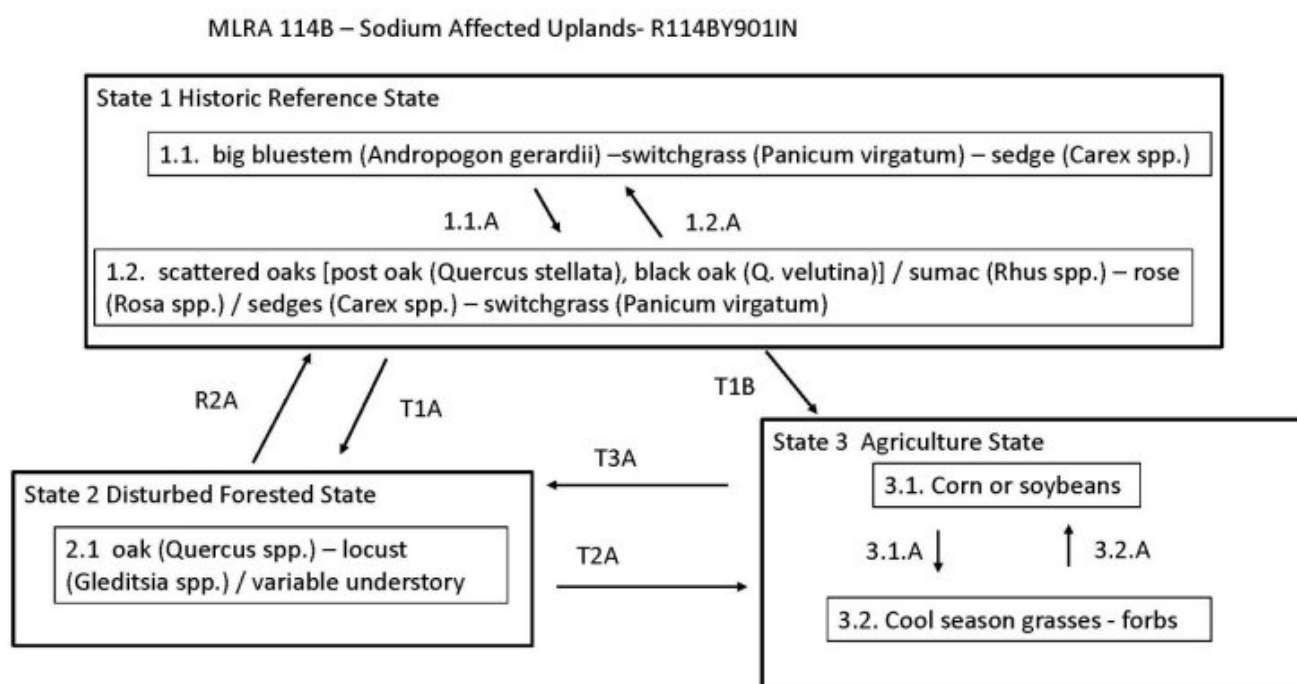 MLRA 114B – Sodium Affected Uplands- R114BY901IN
State 1 Historic Reference State
1.1. big bluestem (Andropogon gerardii) –switchgrass (Panicum virgatum) – sedge (Carex spp.)
1.1.A
1.2.A
1.2. scattered oaks [post oak (Quercus stellata), black oak (Q. velutina)] / sumac (Rhus spp.) – rose
(Rosa spp.) / sedges (Carex spp.) – switchgrass (Panicum virgatum)
R2A
T1A
T1B
State 2 Disturbed Forested State
2.1 oak (Quercus spp.) – locust
(Gleditsia spp.) / variable understory
T3A
T2A
State 3 Agriculture State
3.1. Corn or soybeans
3.1.A
3.2.A
3.2. Cool season grasses - forbs